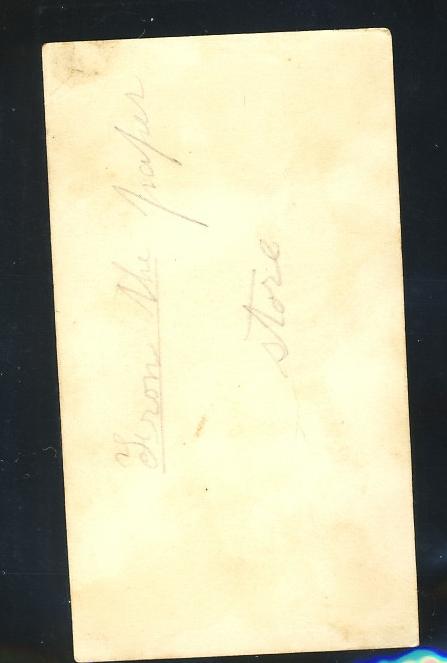 From the paper
store